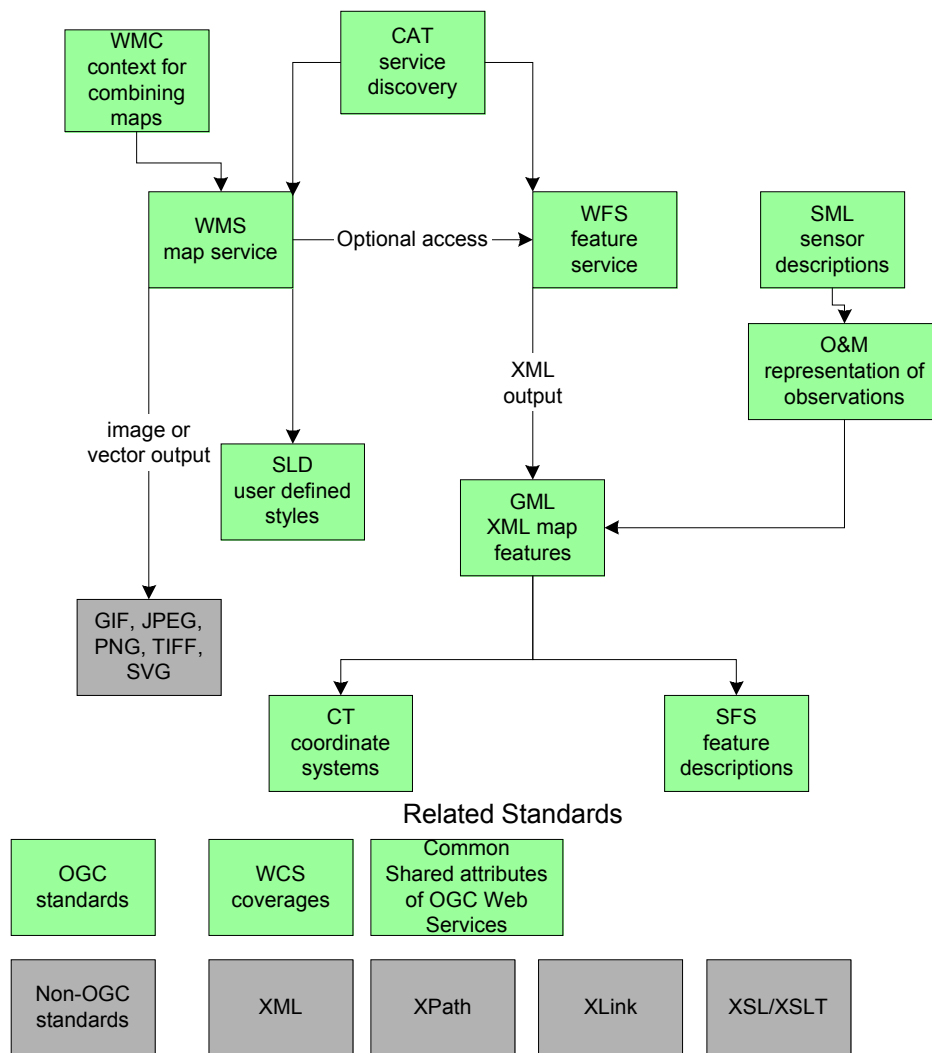 WMC
context for
combining
maps
CAT
service
discovery
WMS
map service
Optional access
WFS
feature
service
SML
sensor
descriptions
O&M
representation of
observations
XML
output
image or
vector output
SLD
user defined
styles
GML
XML map
features
GIF, JPEG,
PNG, TIFF,
SVG
CT
coordinate
systems
SFS
feature
descriptions
Related Standards
OGC
standards
WCS
coverages
Common
Shared attributes
of OGC Web
Services
Non-OGC
standards
XML
XPath
XLink
XSL/XSLT